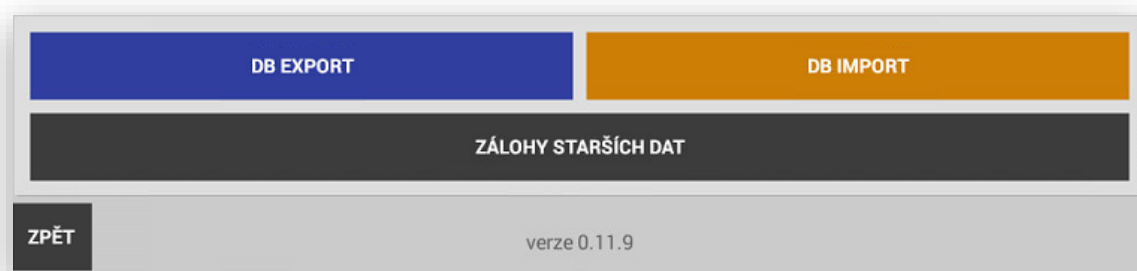 DB EXPORT
DB IMPORT
ZÁLOHY STARŠÍCH DAT
ZPĚT
verze 0.11.9